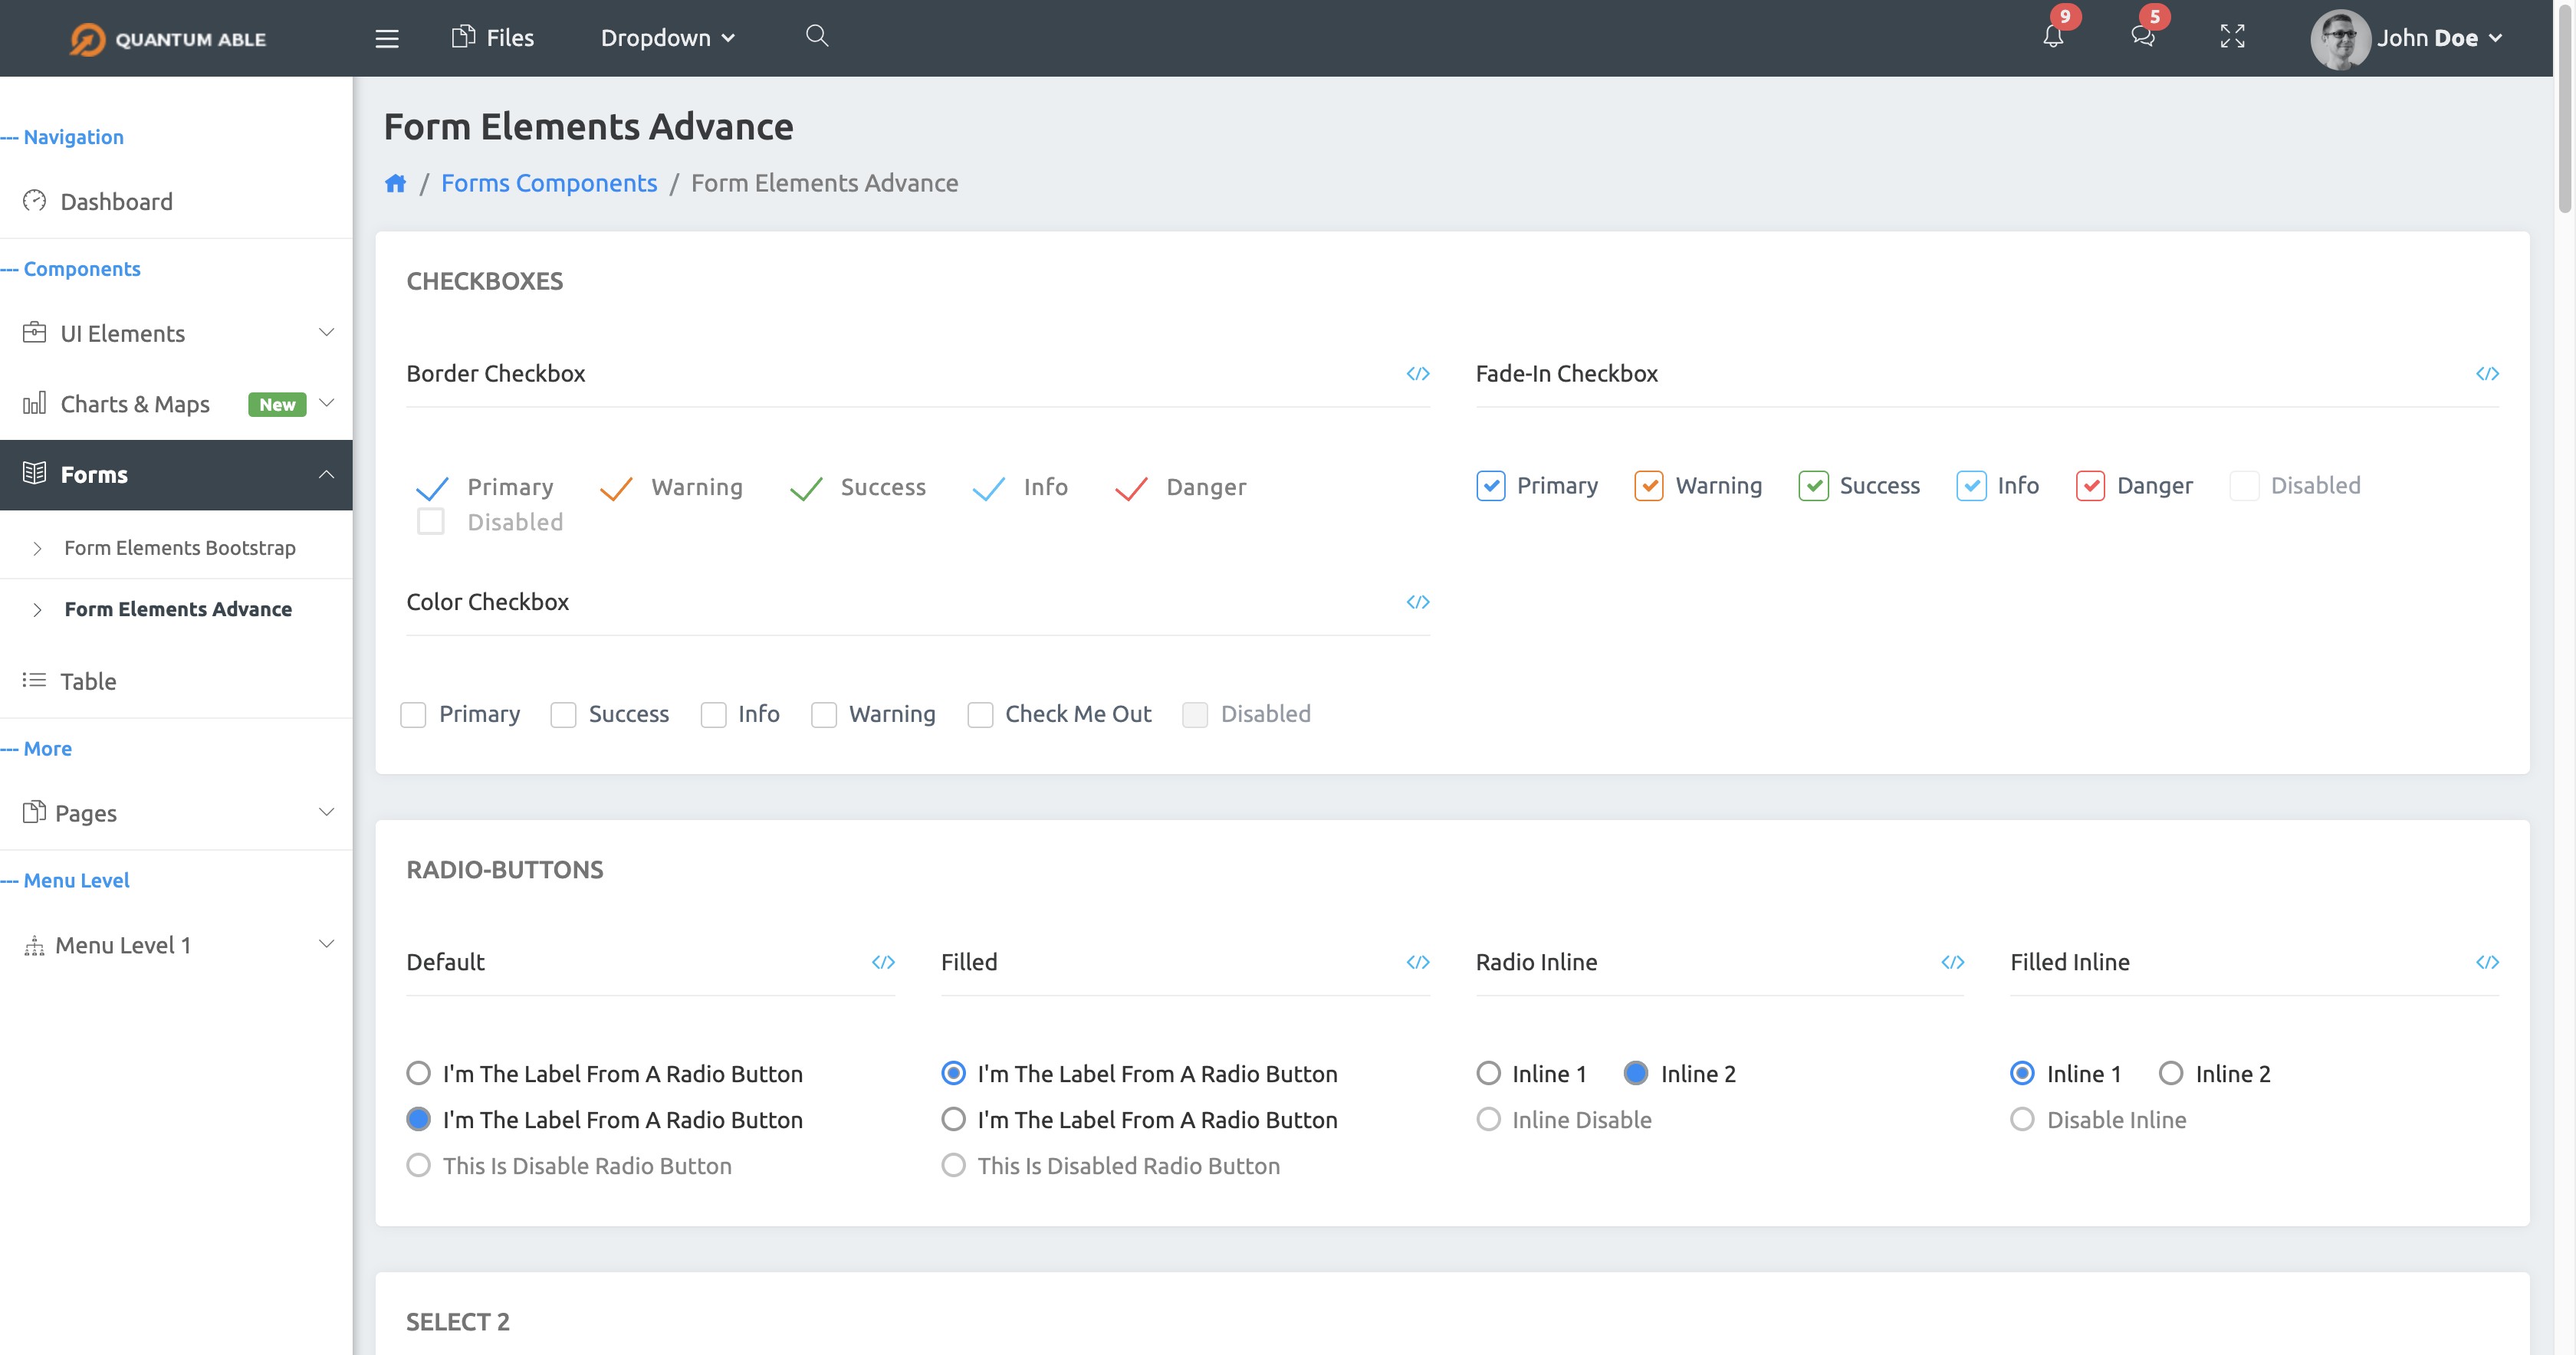 QUANTUM ABLE
Files
Dropdown
9
5
John Doe
--- Navigation
Dashboard
--- Components
UI Elements
Charts & Maps New
Forms
Form Elements Bootstrap
Form Elements Advance
Table
--- More
Pages
--- Menu Level
Menu Level 1
Form Elements Advance
/ Forms Components / Form Elements Advance
CHECKBOXES
Border Checkbox </>
Primary Warning Success Info Danger
Disabled
Fade-In Checkbox </>
Primary Warning Success Info Danger Disabled
Color Checkbox </>
Primary Success Info Warning Check Me Out Disabled
RADIO-BUTTONS
Default </>
I'm The Label From A Radio Button
I'm The Label From A Radio Button
This Is Disable Radio Button
Filled </>
I'm The Label From A Radio Button
I'm The Label From A Radio Button
This Is Disabled Radio Button
Radio Inline </>
Inline 1 Inline 2
Inline Disable
Filled Inline </>
Inline 1 Inline 2
Disable Inline
SELECT 2